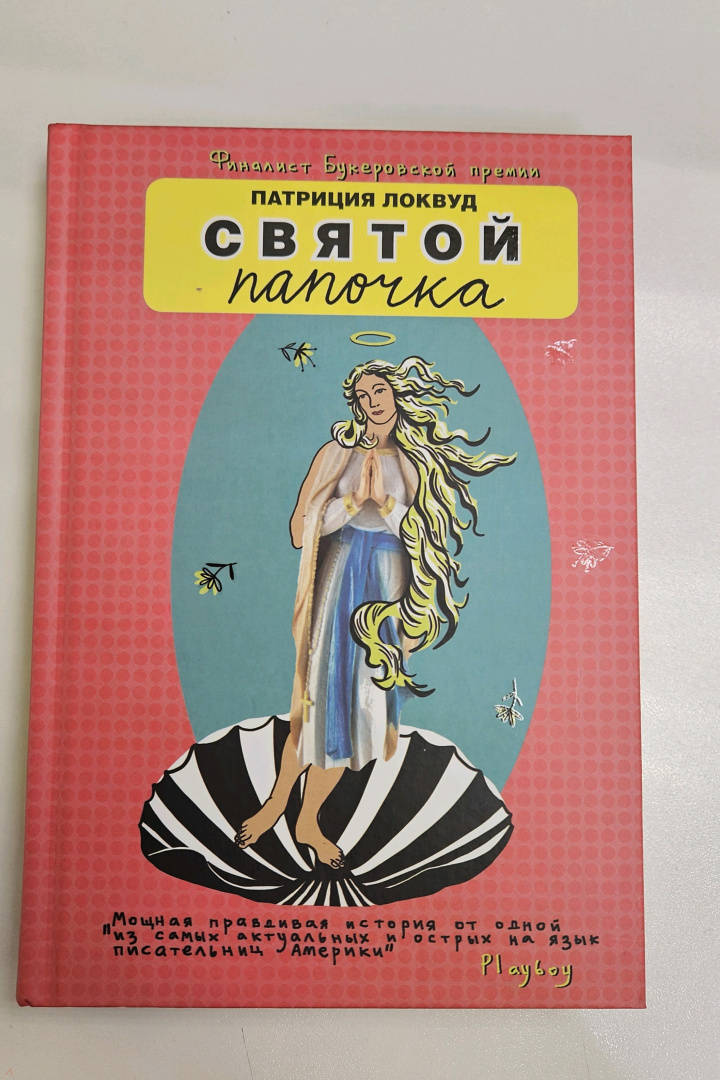 Финалист Букеровской премии
ПАТРИЦИЯ ЛОКВУД
СВЯТОЙ
папочка
"Мощная правдивая история от одной
из самых актуальных и острых на язык
писательниц Америки"
Playboy